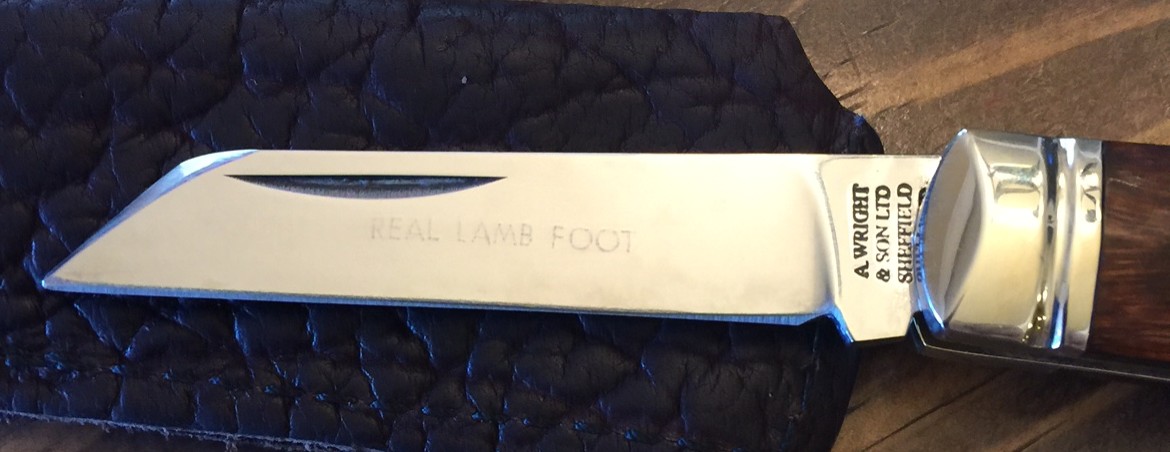 REAL LAMB FOOT
A. WRIGHT
& SON LTD
SHEFFIELD